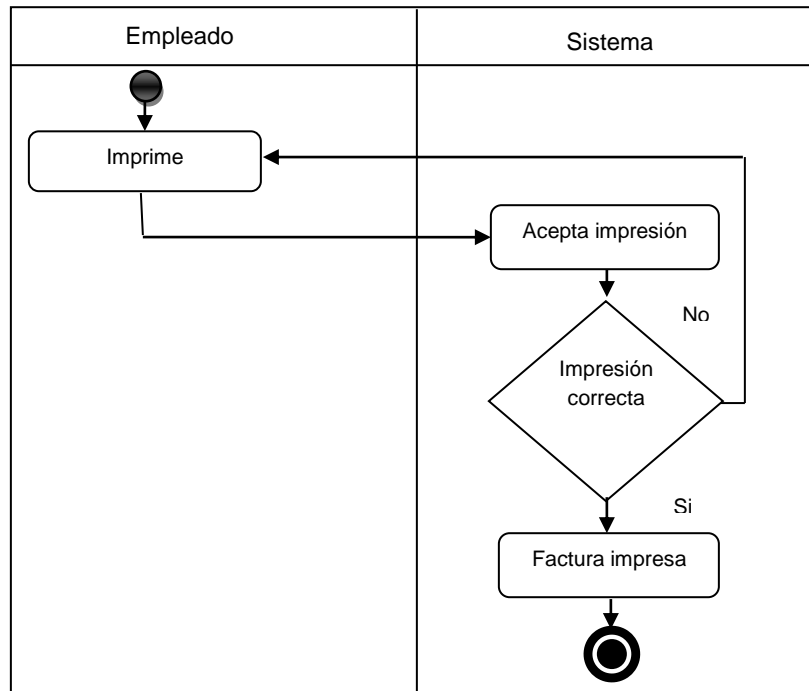 Empleado
Sistema
Imprime
Acepta impresión
No
Impresión
correcta
Si
Factura impresa